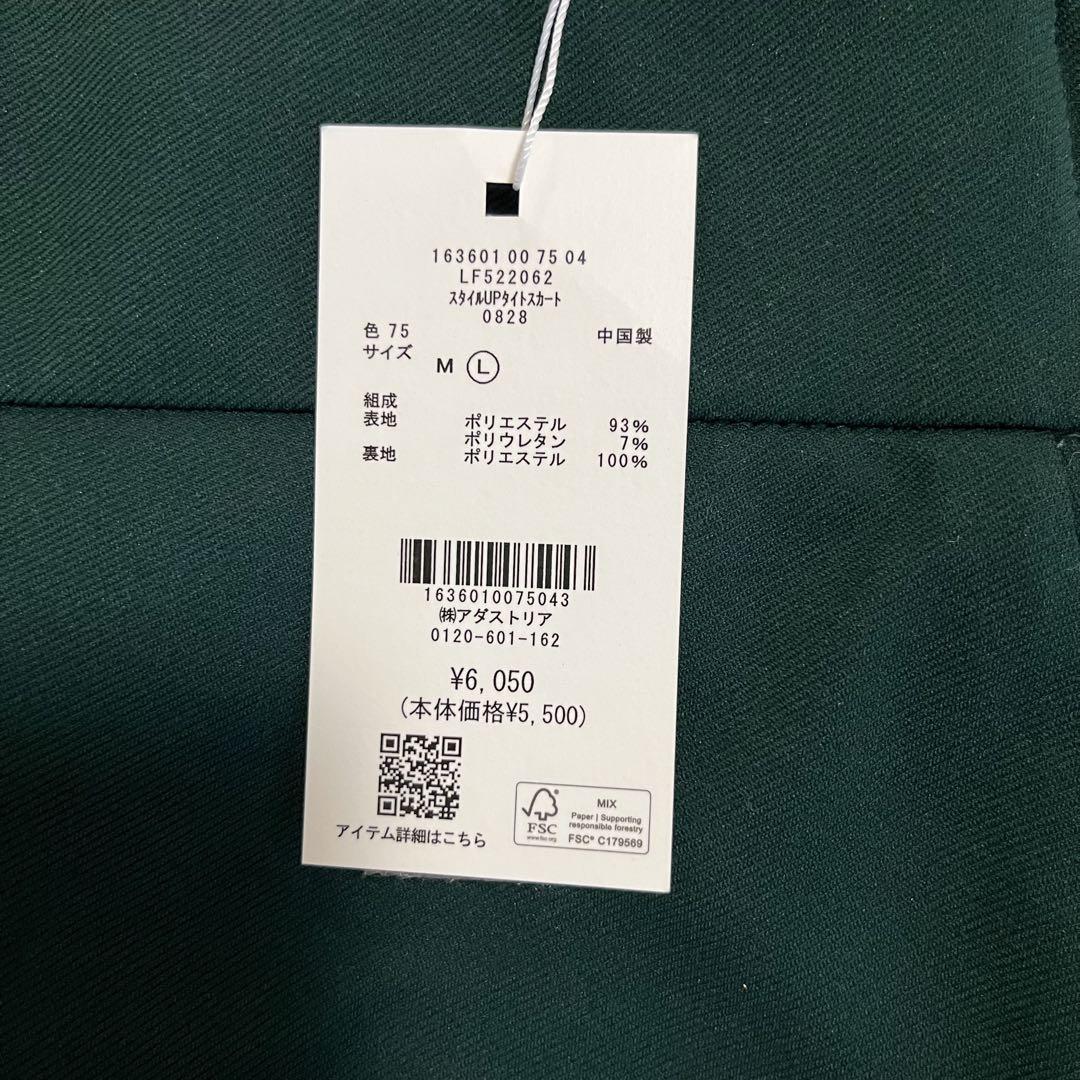 163601 00 75 04
LF522062
ｽﾀｲﾙUPﾀｲﾄｽｶｰﾄ
0828
色 75 中国製
サイズ M Ⓛ
組成
表地 ポリエステル 93%
ポリウレタン 7%
裏地 ポリエステル 100%
1636010075043
㈱アダストリア
0120-601-162
¥6,050
(本体価格¥5,500)
アイテム詳細はこちら
FSC
www.fsc.org
MIX
Paper | Supporting
responsible forestry
FSC® C179569